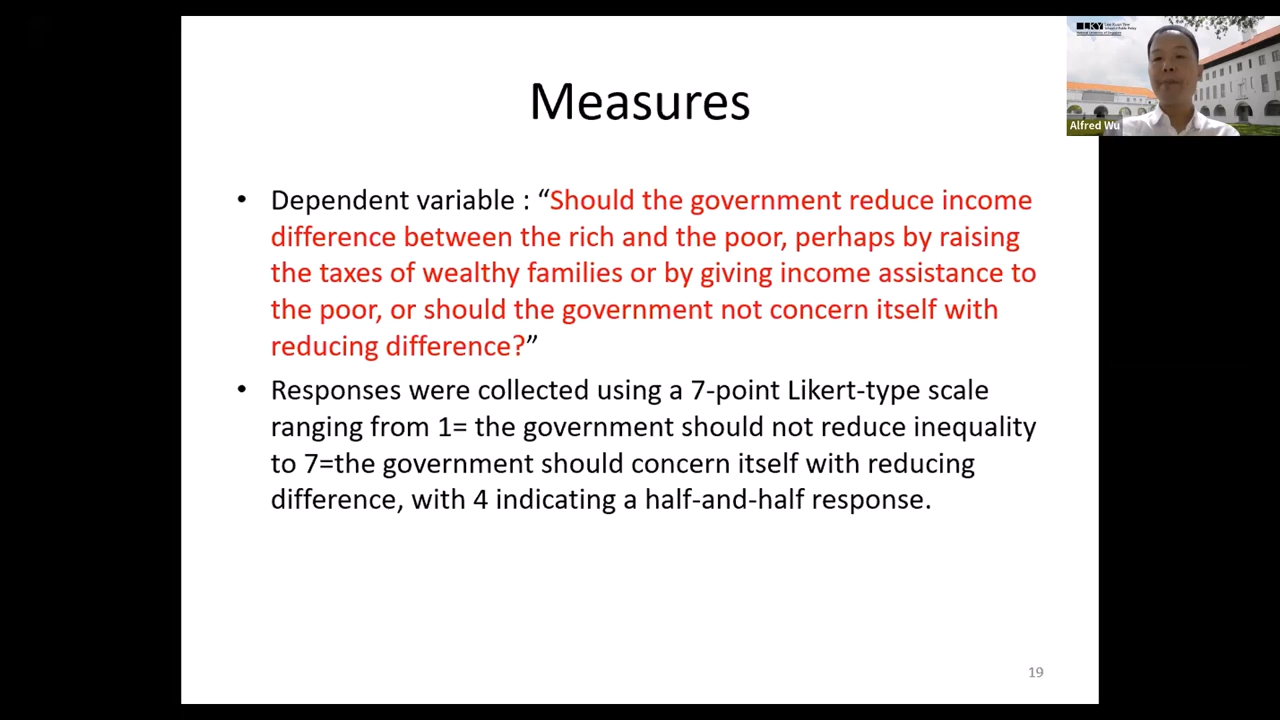 Measures
• Dependent variable : “Should the government reduce income
difference between the rich and the poor, perhaps by raising
the taxes of wealthy families or by giving income assistance to
the poor, or should the government not concern itself with
reducing difference?”
• Responses were collected using a 7-point Likert-type scale
ranging from 1= the government should not reduce inequality
to 7=the government should concern itself with reducing
difference, with 4 indicating a half-and-half response.
19
LKY
Alfred Wu